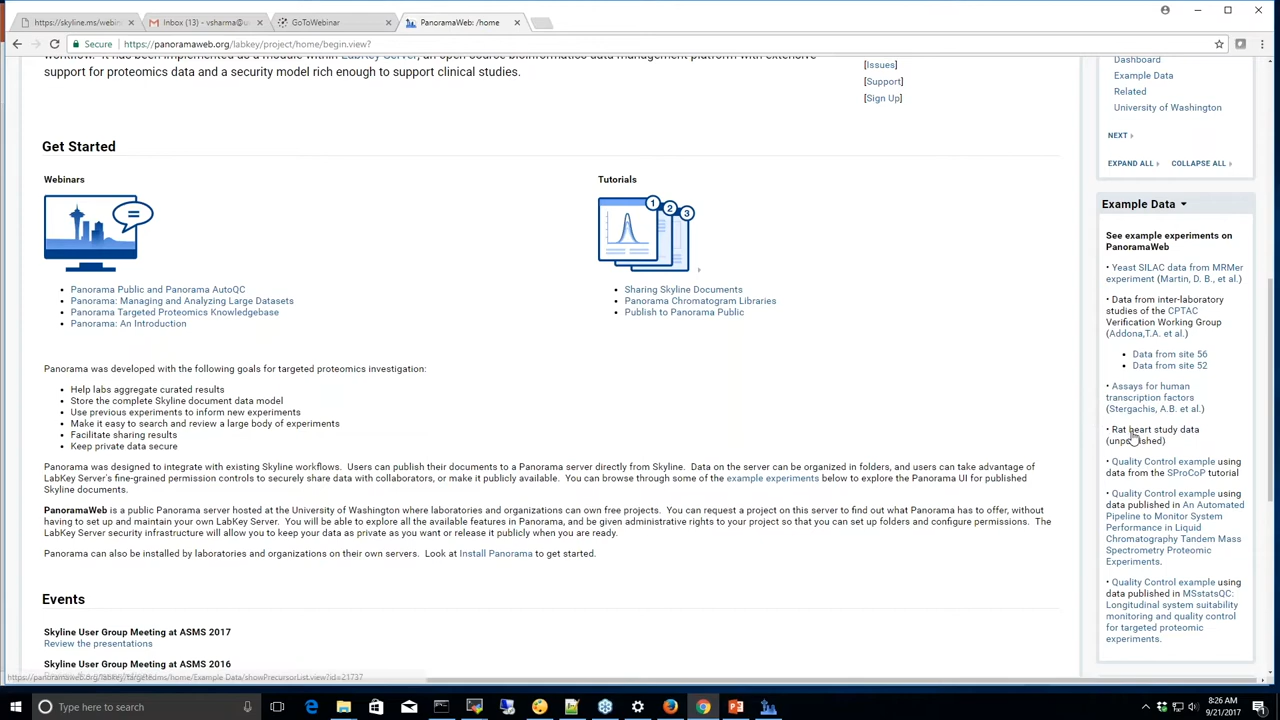 https://skyline.ms/webin
Inbox (13) - vsharma@u
GoToWebinar
PanoramaWeb: /home
Secure
https://panoramaweb.org/labkey/project/home/begin.view?
support for proteomics data and a security model rich enough to support clinical studies.
[Issues]
[Support]
[Sign Up]
Get Started
Webinars
Panorama Public and Panorama AutoQC
Panorama: Managing and Analyzing Large Datasets
Panorama Targeted Proteomics Knowledgebase
Panorama: An Introduction
Tutorials
1
2
3
Sharing Skyline Documents
Panorama Chromatogram Libraries
Publish to Panorama Public
Panorama was developed with the following goals for targeted proteomics investigation:
Help labs aggregate curated results
Store the complete Skyline document data model
Use previous experiments to inform new experiments
Make it easy to search and review a large body of experiments
Facilitate sharing results
Keep private data secure
Panorama was designed to integrate with existing Skyline workflows. Users can publish their documents to a Panorama server directly from Skyline. Data on the server can be organized in folders, and users can take advantage of
LabKey Server's fine-grained permission controls to securely share data with collaborators, or make it publicly available. You can browse through some of the example experiments below to explore the Panorama UI for published
Skyline documents.
PanoramaWeb is a public Panorama server hosted at the University of Washington where laboratories and organizations can own free projects. You can request a project on this server to find out what Panorama has to offer, without
having to set up and maintain your own LabKey Server. You will be able to explore all the available features in Panorama, and be given administrative rights to your project so that you can set up folders and configure permissions. The
LabKey Server security infrastructure will allow you to keep your data as private as you want or release it publicly when you are ready.
Panorama can also be installed by laboratories and organizations on their own servers. Look at Install Panorama to get started.
Events
Skyline User Group Meeting at ASMS 2017
Review the presentations
Skyline User Group Meeting at ASMS 2016
https://panoramaweb.org/labkey/targetedms/home/Example Data/showPrecursorList.view?id=21737
Dashboard
Example Data
Related
University of Washington
NEXT
EXPAND ALL
COLLAPSE ALL
Example Data
See example experiments on
PanoramaWeb
• Yeast SILAC data from MRMer
experiment (Martin, D. B., et al.)
• Data from inter-laboratory
studies of the CPTAC
Verification Working Group
(Addona,T.A. et al.)
Data from site 56
Data from site 52
• Assays for human
transcription factors
(Stergachis, A.B. et al.)
• Rat heart study data
(unpublished)
• Quality Control example using
data from the SProCoP tutorial
• Quality Control example using
data published in An Automated
Pipeline to Monitor System
Performance in Liquid
Chromatography Tandem Mass
Spectrometry Proteomic
Experiments.
• Quality Control example using
data published in MSstatsQC:
Longitudinal system suitability
monitoring and quality control
for targeted proteomic
experiments.
Type here to search
8:26 AM
9/21/2017